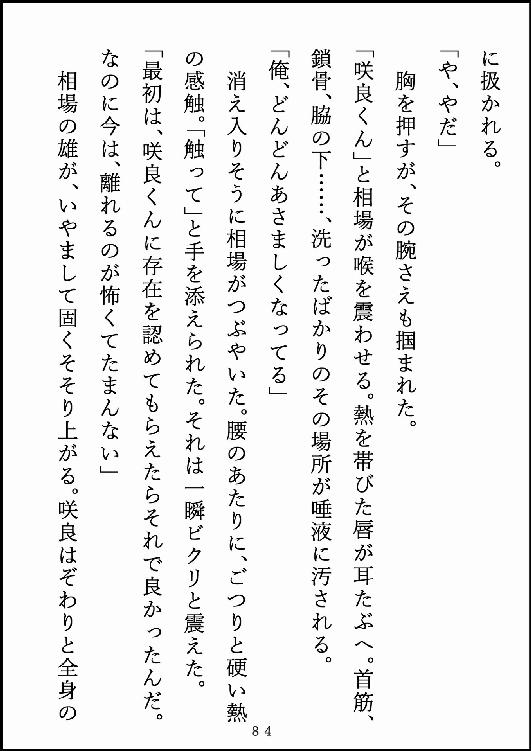 に扱かれる。
「や、やだ」
胸を押すが、その腕さえも掴まれた。
「咲良くん」と相場が喉を震わせる。熱を帯びた唇が耳たぶへ。首筋、
鎖骨、脇の下……、洗ったばかりのその場所が唾液に汚される。
「俺、どんどんあさましくなってる」
消え入りそうに相場がつぶやいた。腰のあたりに、ごつりと硬い熱
の感触。「触って」と手を添えられた。それは一瞬ビクリと震えた。
「最初は、咲良くんに存在を認めてもらえたらそれで良かったんだ。
なのに今は、離れるのが怖くてたまんない」
相場の雄が、いやまして固くそそり上がる。咲良はぞわりと全身の
84